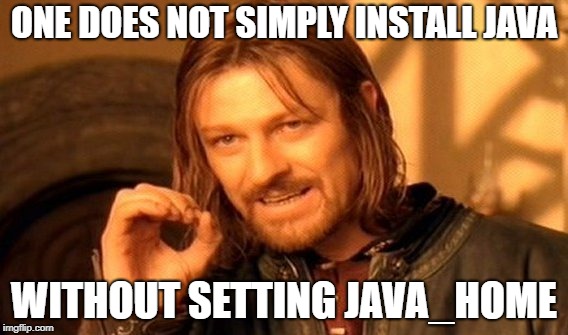 ONE DOES NOT SIMPLY INSTALL JAVA
WITHOUT SETTING JAVA_HOME
imgflip.com